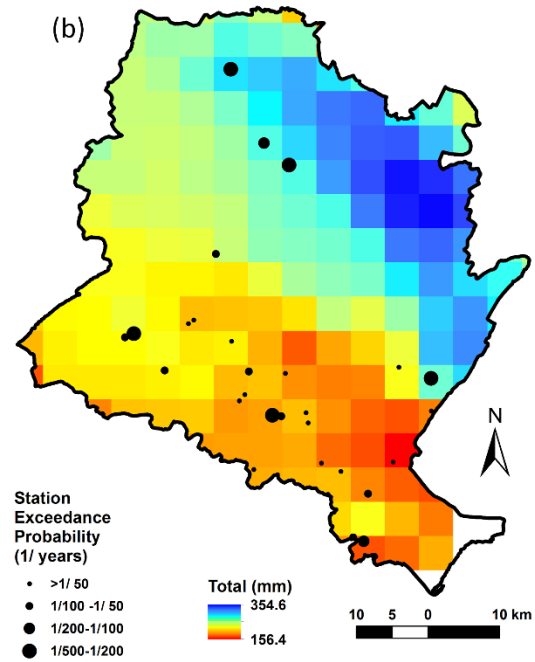 (b)
N
Station
Exceedance
Probability
(1/ years)
>1/ 50
1/100 -1/ 50
1/200-1/100
1/500-1/200
Total (mm)
354.6
156.4
10 5 0 10 km